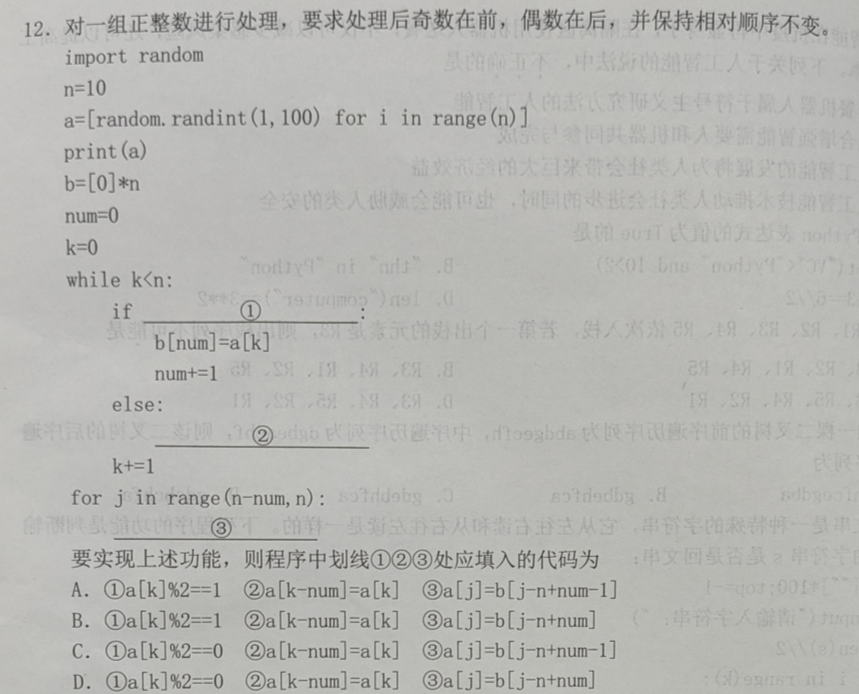 12. 对一组正整数进行处理，要求处理后奇数在前，偶数在后，并保持相对顺序不变。
import random
n=10
a=[random.randint(1,100) for i in range(n)]
print(a)
b=[0]*n
num=0
k=0
while k<n:
if ①:
b[num]=a[k]
num+=1
else:
②
k+=1
for j in range(n-num,n):
③
要实现上述功能，则程序中划线①②③处应填入的代码为
A. ①a[k]%2==1 ②a[k-num]=a[k] ③a[j]=b[j-n+num-1]
B. ①a[k]%2==1 ②a[k-num]=a[k] ③a[j]=b[j-n+num]
C. ①a[k]%2==0 ②a[k-num]=a[k] ③a[j]=b[j-n+num-1]
D. ①a[k]%2==0 ②a[k-num]=a[k] ③a[j]=b[j-n+num]